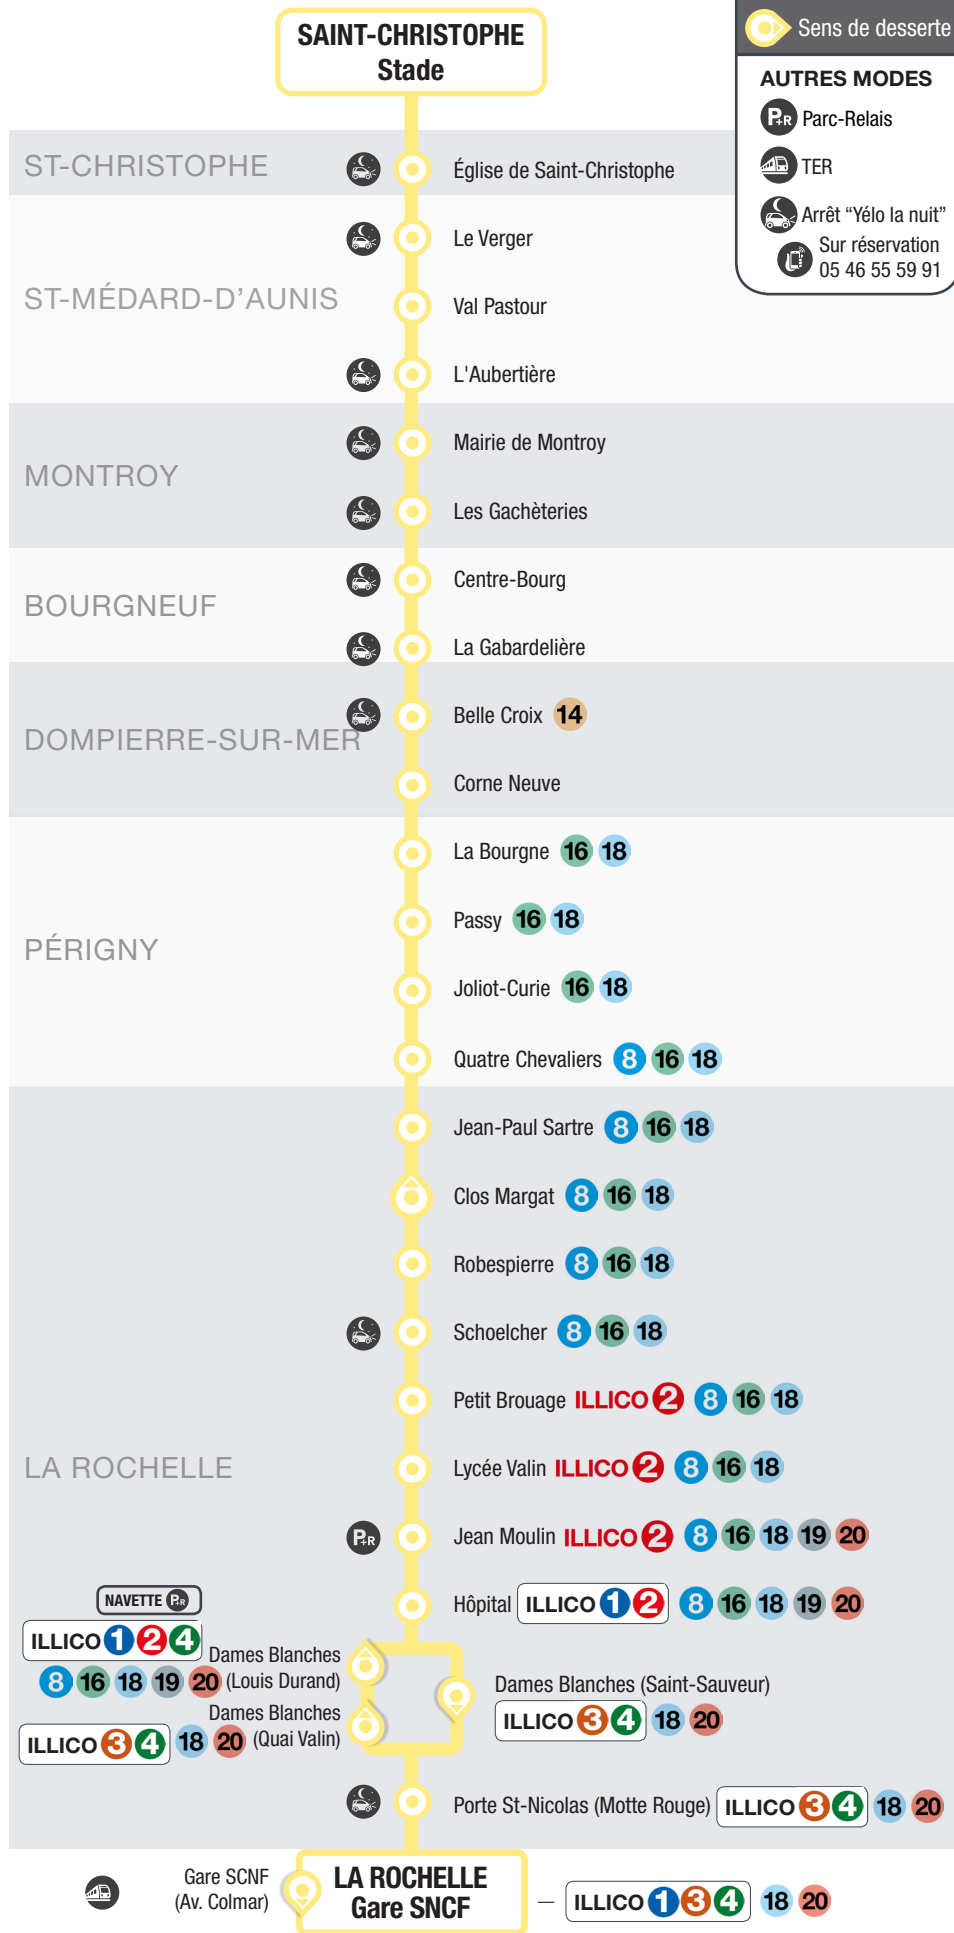 SAINT-CHRISTOPHE
Stade
Sens de desserte
AUTRES MODES
P+R Parc-Relais
TER
Arrêt “Yélo la nuit”
Sur réservation
05 46 55 59 91
ST-CHRISTOPHE
Église de Saint-Christophe
ST-MÉDARD-D’AUNIS
Le Verger
Val Pastour
L'Aubertière
MONTROY
Mairie de Montroy
Les Gachèteries
BOURGNEUF
Centre-Bourg
La Gabardelière
DOMPIERRE-SUR-MER
Belle Croix 14
Corne Neuve
PÉRIGNY
La Bourgne 16 18
Passy 16 18
Joliot-Curie 16 18
Quatre Chevaliers 8 16 18
LA ROCHELLE
Jean-Paul Sartre 8 16 18
Clos Margat 8 16 18
Robespierre 8 16 18
Schoelcher 8 16 18
Petit Brouage ILLICO 2 8 16 18
Lycée Valin ILLICO 2 8 16 18
P+R Jean Moulin ILLICO 2 8 16 18 19 20
Hôpital ILLICO 1 2 8 16 18 19 20
NAVETTE P+R
ILLICO 1 2 4
8 16 18 19 20
Dames Blanches
(Louis Durand)
Dames Blanches
(Quai Valin)
ILLICO 3 4 18 20
Dames Blanches (Saint-Sauveur)
ILLICO 3 4 18 20
Porte St-Nicolas (Motte Rouge) ILLICO 3 4 18 20
Gare SCNF
(Av. Colmar)
LA ROCHELLE
Gare SNCF
– ILLICO 1 3 4 18 20